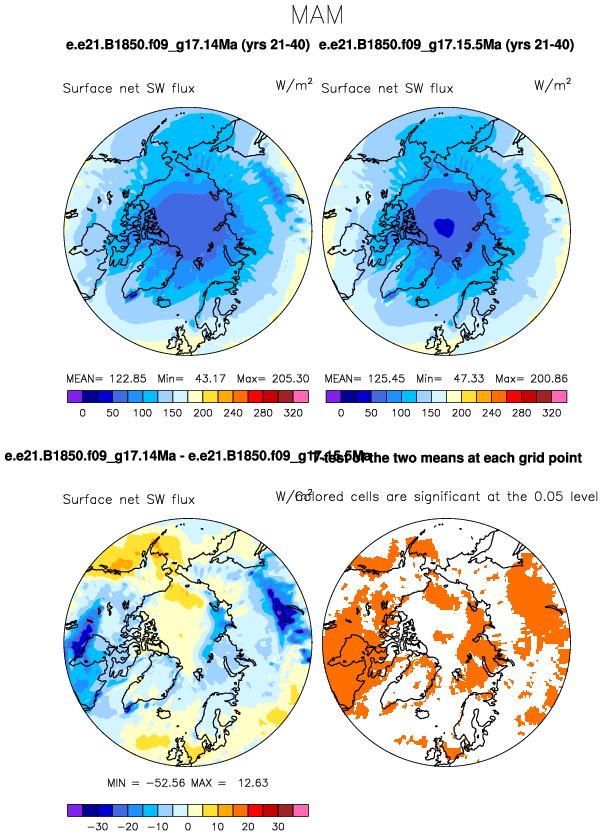 MAM
e.e21.B1850.f09_g17.14Ma (yrs 21-40) e.e21.B1850.f09_g17.15.5Ma (yrs 21-40)
Surface net SW flux W/m² Surface net SW flux W/m²
MEAN= 122.85 Min= 43.17 Max= 205.30 MEAN= 125.45 Min= 47.33 Max= 200.86
0 50 100 150 200 240 280 320 0 50 100 150 200 240 280 320
e.e21.B1850.f09_g17.14Ma - e.e21.B1850.f09_g17.15.5Ma T-test of the two means at each grid point
Surface net SW flux W/m² Colored cells are significant at the 0.05 level
MIN = -52.56 MAX = 12.63
-30 -20 -10 0 10 20 30